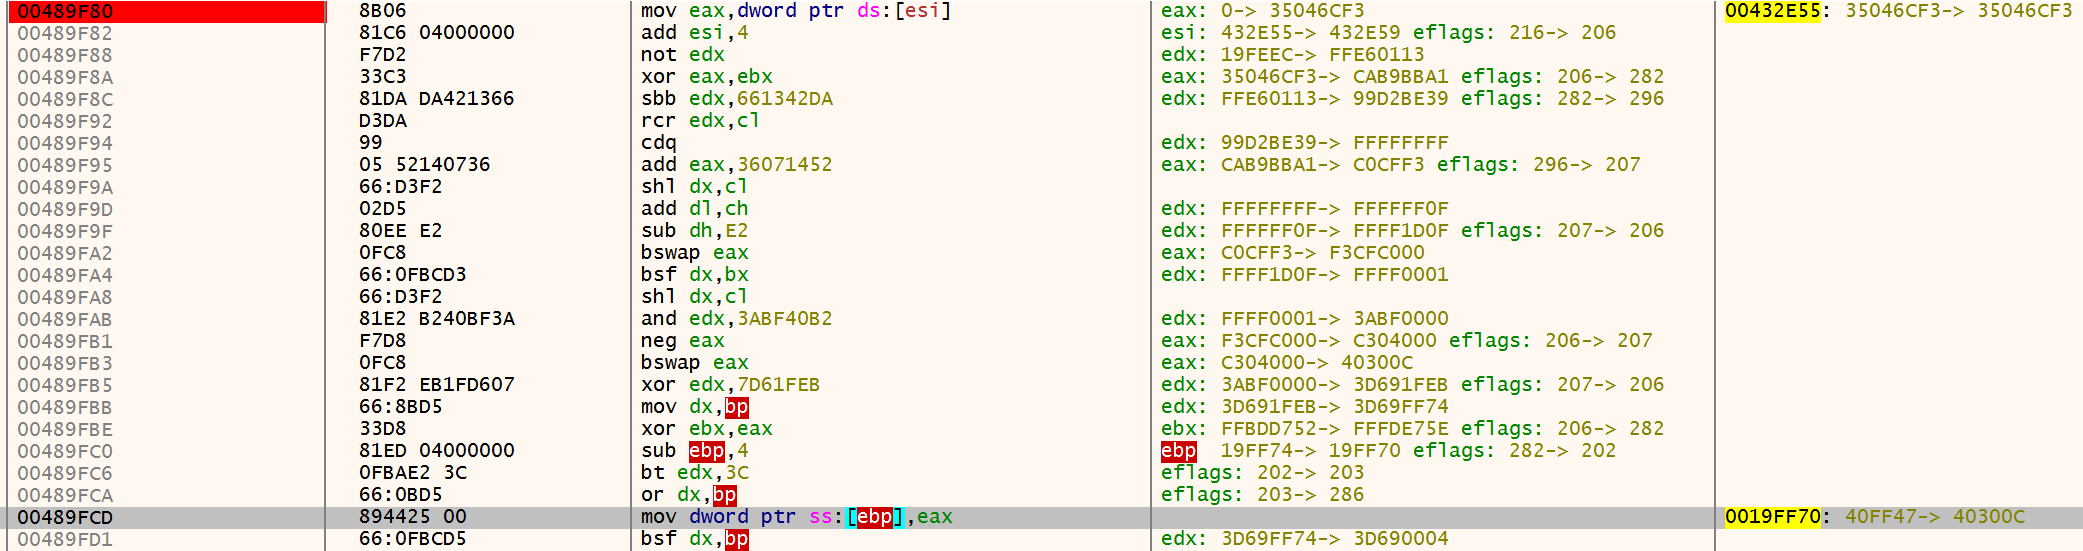 00489F80 8B06 mov eax,dword ptr ds:[esi] eax: 0-> 35046CF3 00432E55: 35046CF3-> 35046CF3
00489F82 81C6 04000000 add esi,4 esi: 432E55-> 432E59 eflags: 216-> 206
00489F88 F7D2 not edx edx: 19FEEC-> FFE60113
00489F8A 33C3 xor eax,ebx eax: 35046CF3-> CAB9BBA1 eflags: 206-> 282
00489F8C 81DA DA421366 sbb edx,661342DA edx: FFE60113-> 99D2BE39 eflags: 282-> 296
00489F92 D3DA rcr edx,cl
00489F94 99 cdq edx: 99D2BE39-> FFFFFFFF
00489F95 05 52140736 add eax,36071452 eax: CAB9BBA1-> C0CFF3 eflags: 296-> 207
00489F9A 66:D3F2 shl dx,cl
00489F9D 02D5 add dl,ch edx: FFFFFFFF-> FFFFFF0F
00489F9F 80EE E2 sub dh,E2 edx: FFFFFF0F-> FFFF1D0F eflags: 207-> 206
00489FA2 0FC8 bswap eax eax: C0CFF3-> F3CFC000
00489FA4 66:0FBCD3 bsf dx,bx edx: FFFF1D0F-> FFFF0001
00489FA8 66:D3F2 shl dx,cl
00489FAB 81E2 B240BF3A and edx,3ABF40B2 edx: FFFF0001-> 3ABF0000
00489FB1 F7D8 neg eax eax: F3CFC000-> C304000 eflags: 206-> 207
00489FB3 0FC8 bswap eax eax: C304000-> 40300C
00489FB5 81F2 EB1FD607 xor edx,7D61FEB edx: 3ABF0000-> 3D691FEB eflags: 207-> 206
00489FBB 66:8BD5 mov dx,bp edx: 3D691FEB-> 3D69FF74
00489FBE 33D8 xor ebx,eax ebx: FFBDD752-> FFFDE75E eflags: 206-> 282
00489FC0 81ED 04000000 sub ebp,4 ebp 19FF74-> 19FF70 eflags: 282-> 202
00489FC6 0FBAE2 3C bt edx,3C eflags: 202-> 203
00489FCA 66:0BD5 or dx,bp eflags: 203-> 286
00489FCD 894425 00 mov dword ptr ss:[ebp],eax 0019FF70: 40FF47-> 40300C
00489FD1 66:0FBCD5 bsf dx,bp edx: 3D69FF74-> 3D690004